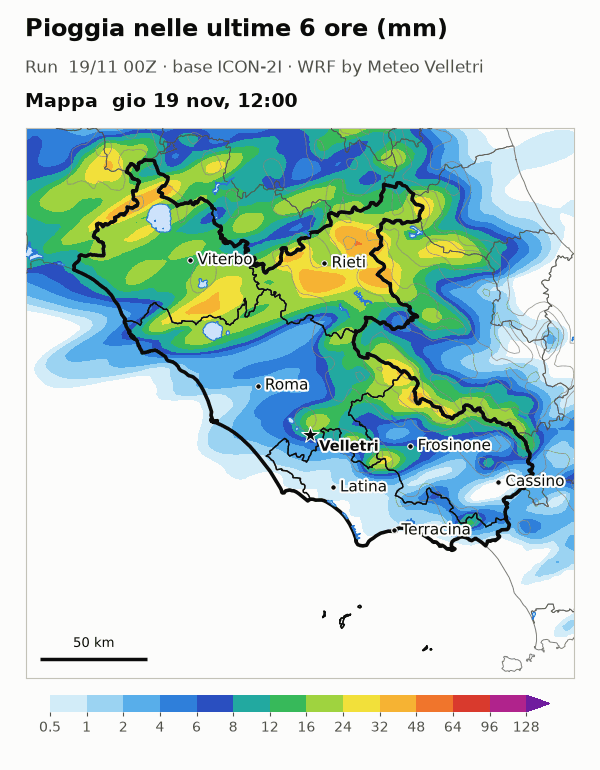 Pioggia nelle ultime 6 ore (mm)
Run  19/11 00Z · base ICON-2I · WRF by Meteo Velletri
Mappa  gio 19 nov, 12:00
Viterbo
Rieti
Roma
Velletri
Frosinone
Latina
Cassino
Terracina
50 km
0.5 1 2 4 6 8 12 16 24 32 48 64 96 128